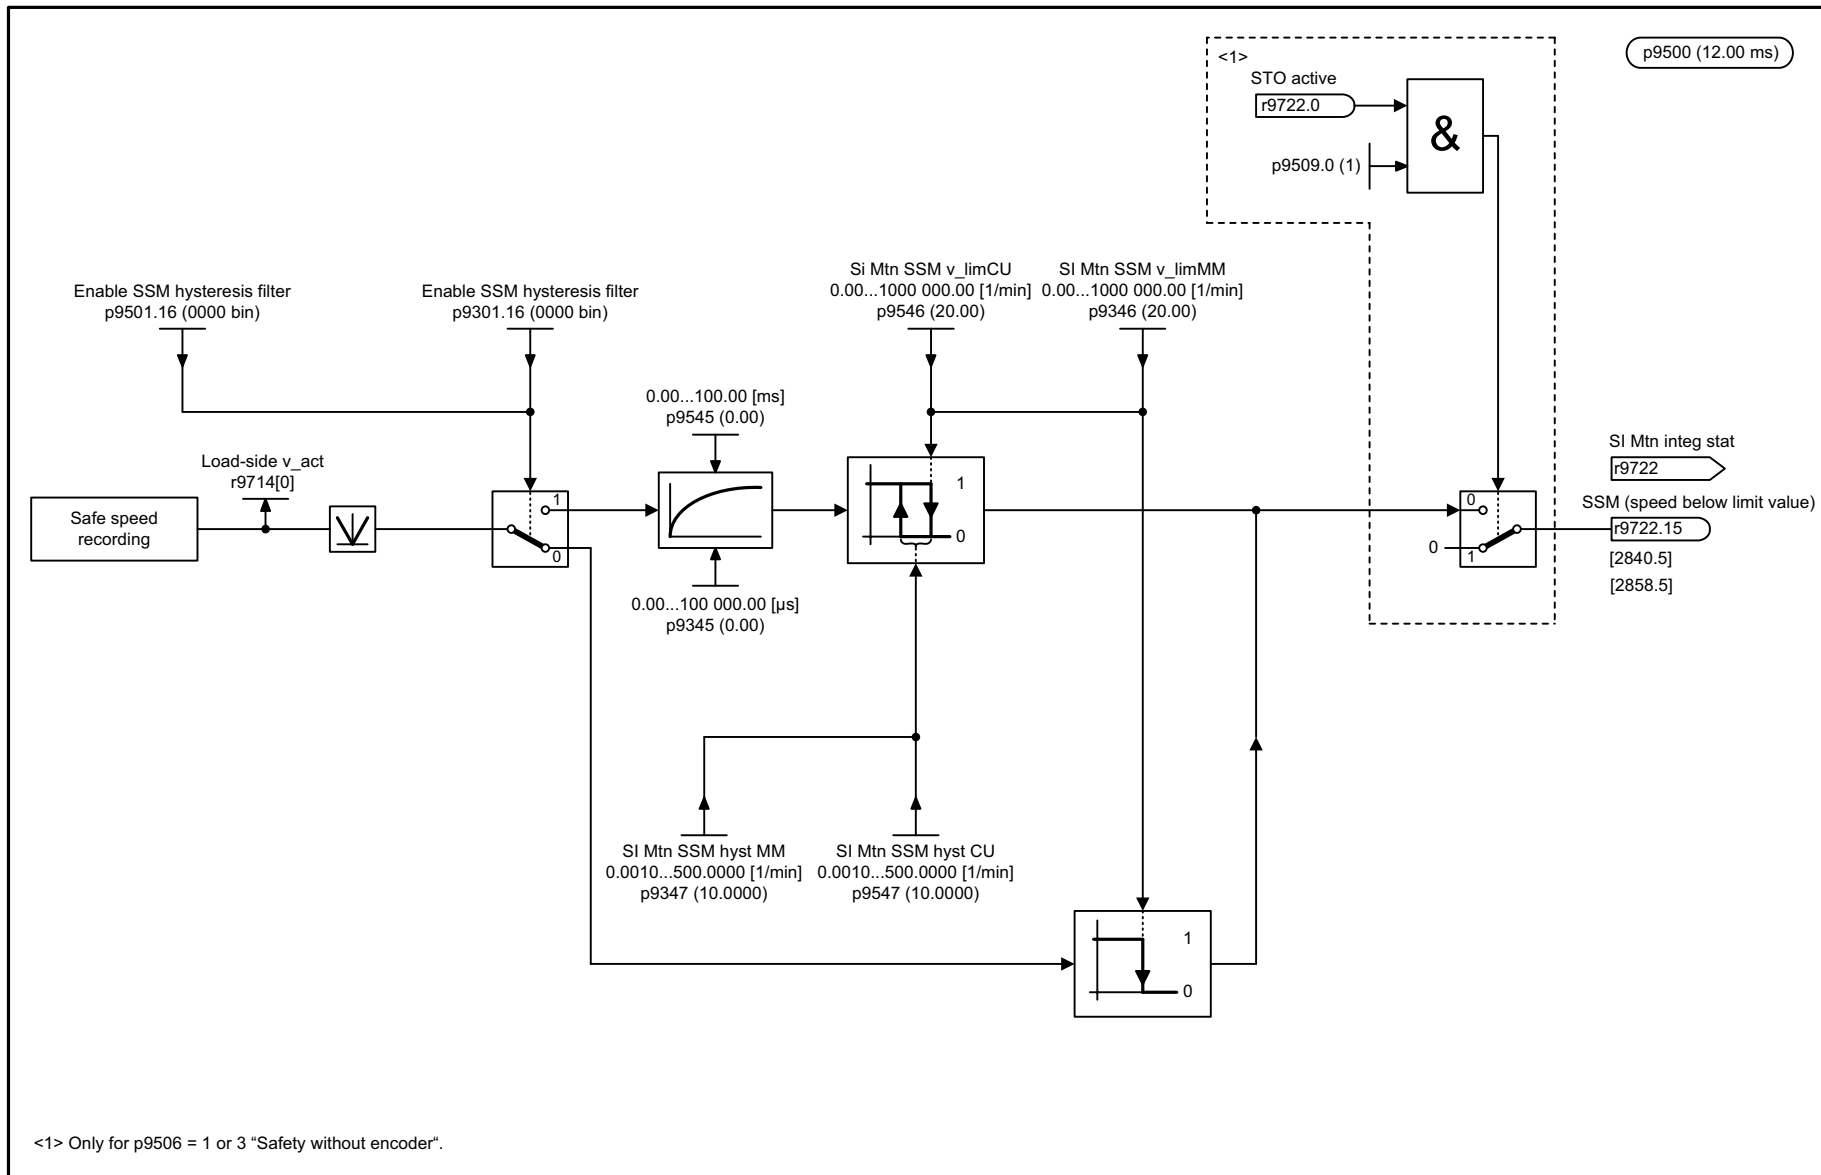 <1>
p9500 (12.00 ms)
STO active
r9722.0
&
p9509.0 (1)
Si Mtn SSM v_limCU
0.00...1000 000.00 [1/min]
p9546 (20.00)
SI Mtn SSM v_limMM
0.00...1000 000.00 [1/min]
p9346 (20.00)
Enable SSM hysteresis filter
p9501.16 (0000 bin)
Enable SSM hysteresis filter
p9301.16 (0000 bin)
0.00...100.00 [ms]
p9545 (0.00)
Load-side v_act
r9714[0]
Safe speed
recording
1
0
1
0
0.00...100 000.00 [µs]
p9345 (0.00)
0
0
1
SI Mtn integ stat
r9722
SSM (speed below limit value)
r9722.15
[2840.5]
[2858.5]
SI Mtn SSM hyst MM
0.0010...500.0000 [1/min]
p9347 (10.0000)
SI Mtn SSM hyst CU
0.0010...500.0000 [1/min]
p9547 (10.0000)
1
0
<1> Only for p9506 = 1 or 3 “Safety without encoder“.